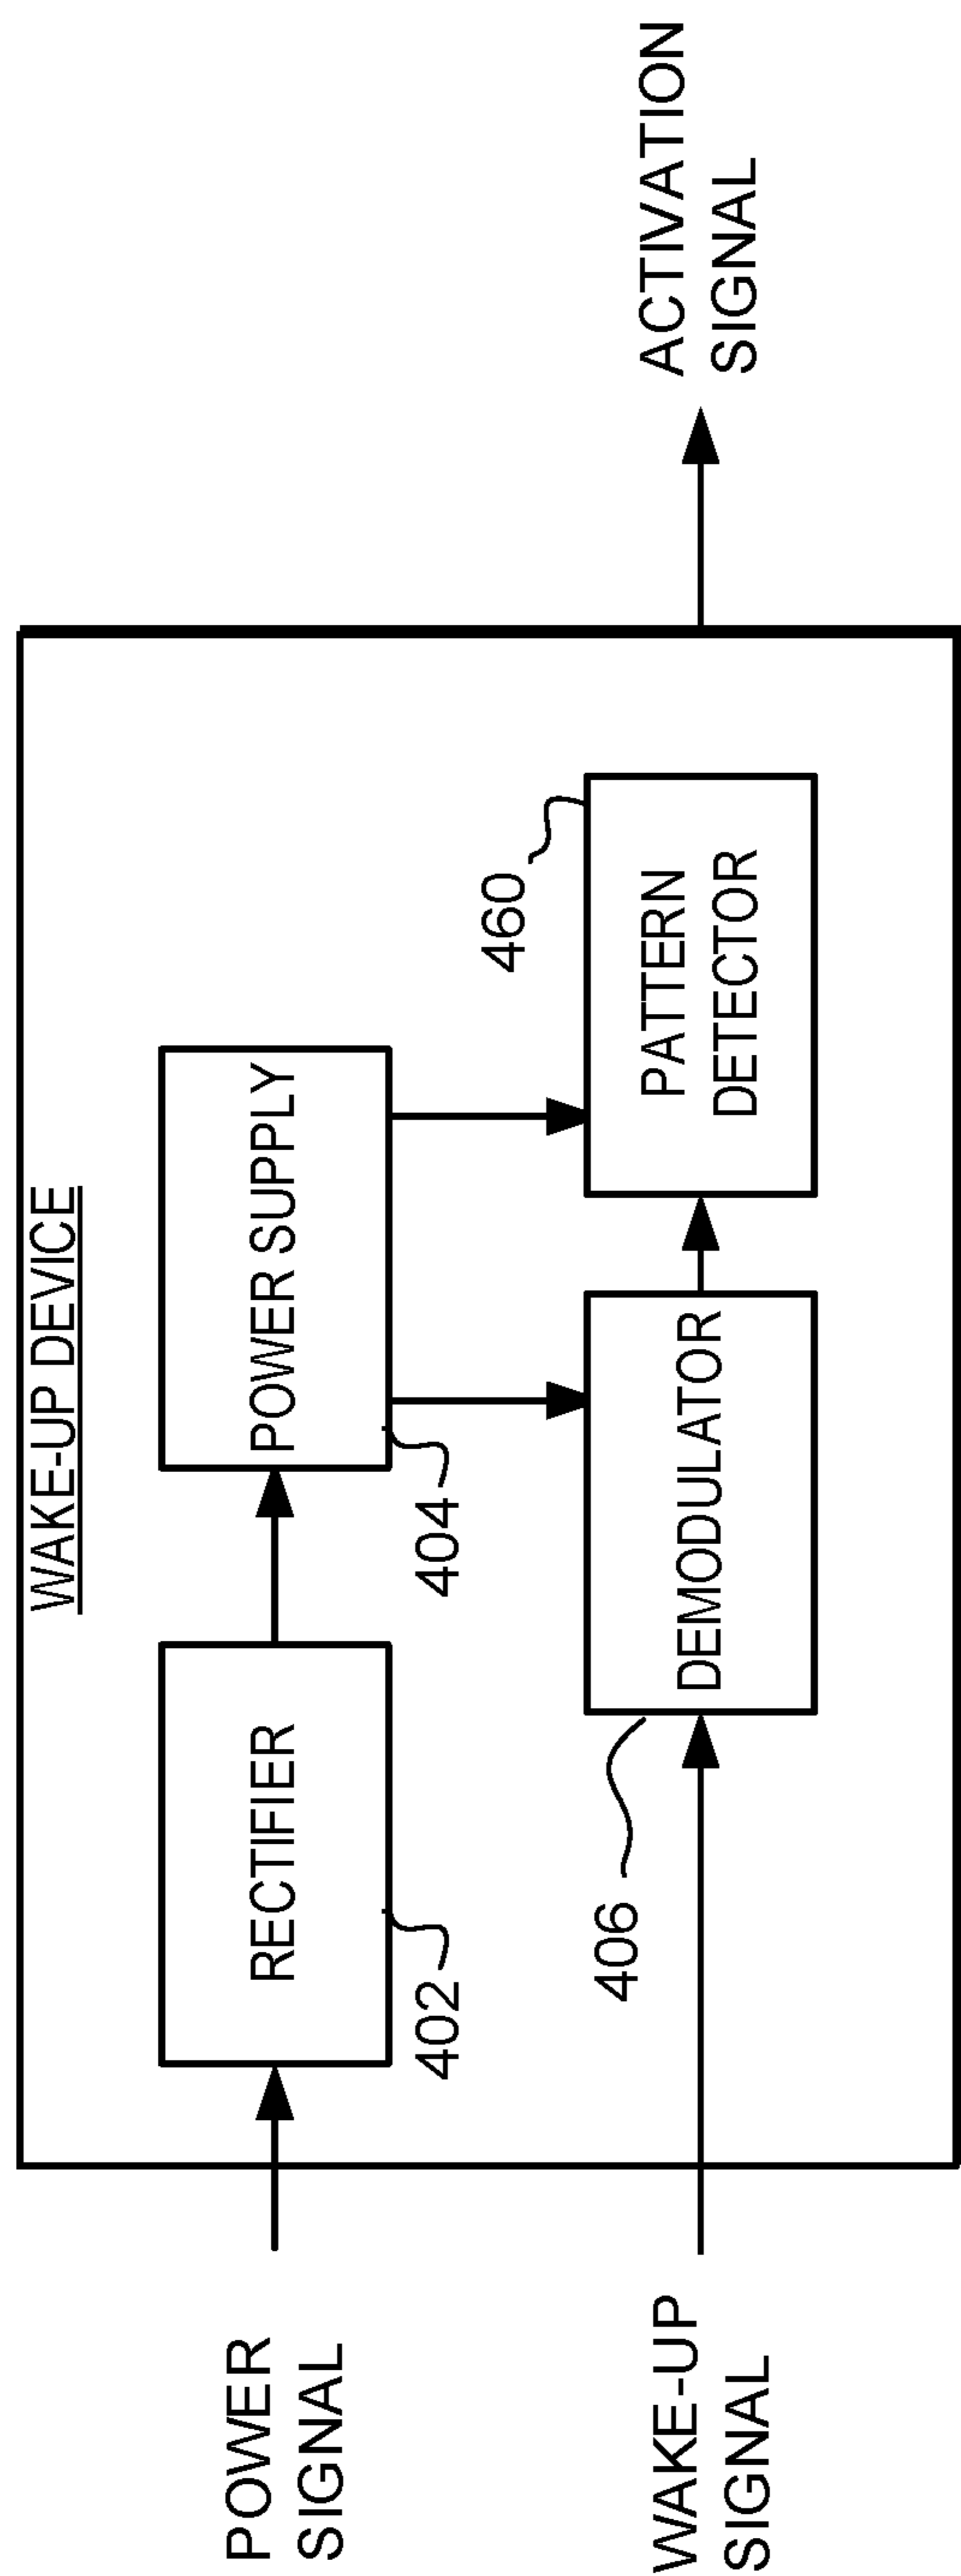 WAKE-UP DEVICE
POWER
SIGNAL
RECTIFIER
402
POWER SUPPLY
404
WAKE-UP
SIGNAL
406
DEMODULATOR
460
PATTERN
DETECTOR
ACTIVATION
SIGNAL